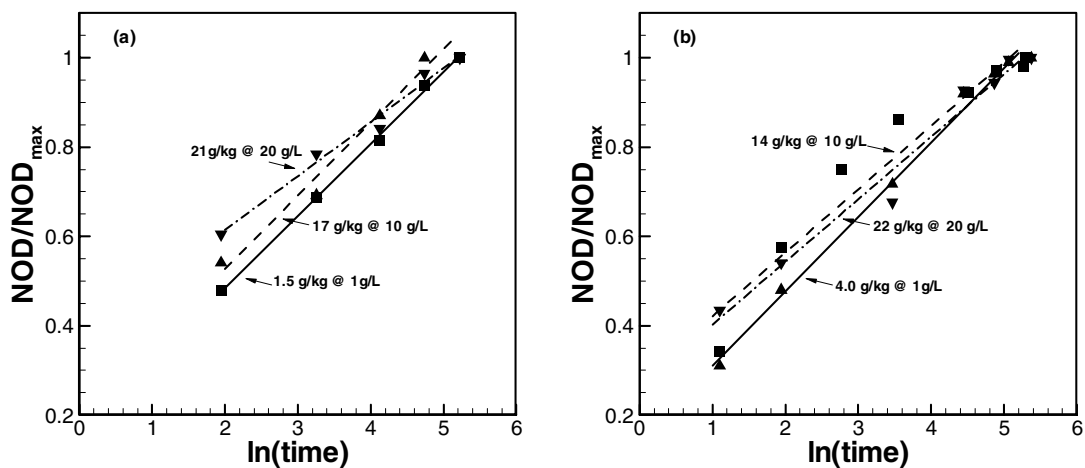 (a)
NOD/NOD_max
1
0.8
0.6
0.4
0.2
21g/kg @ 20 g/L
17 g/kg @ 10 g/L
1.5 g/kg @ 1g/L
0 1 2 3 4 5 6
ln(time)
(b)
NOD/NOD_max
1
0.8
0.6
0.4
0.2
14 g/kg @ 10 g/L
22 g/kg @ 20 g/L
4.0 g/kg @ 1g/L
0 1 2 3 4 5 6
ln(time)